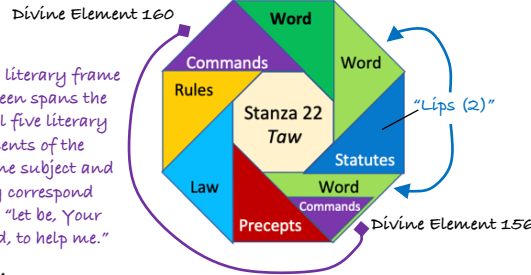 Divine Element 160
Word
Commands
Word
Rules
literary frame
een spans the
l five literary
ents of the
ne subject and
y correspond
"let be, Your
d, to help me."
Stanza 22
Taw
"Lips (2)"
Statutes
Law
Word
Commands
Precepts
Divine Element 156